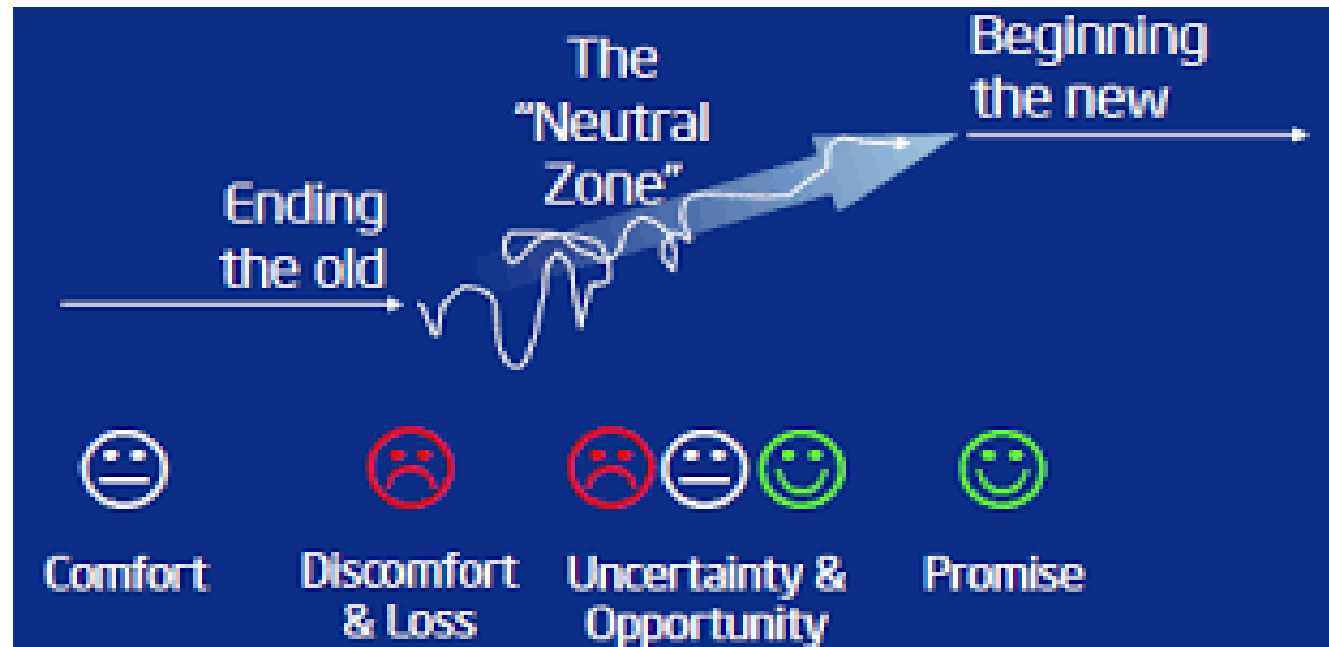 Ending
the old
The
“Neutral
Zone”
Beginning
the new
Comfort
Discomfort
& Loss
Uncertainty &
Opportunity
Promise